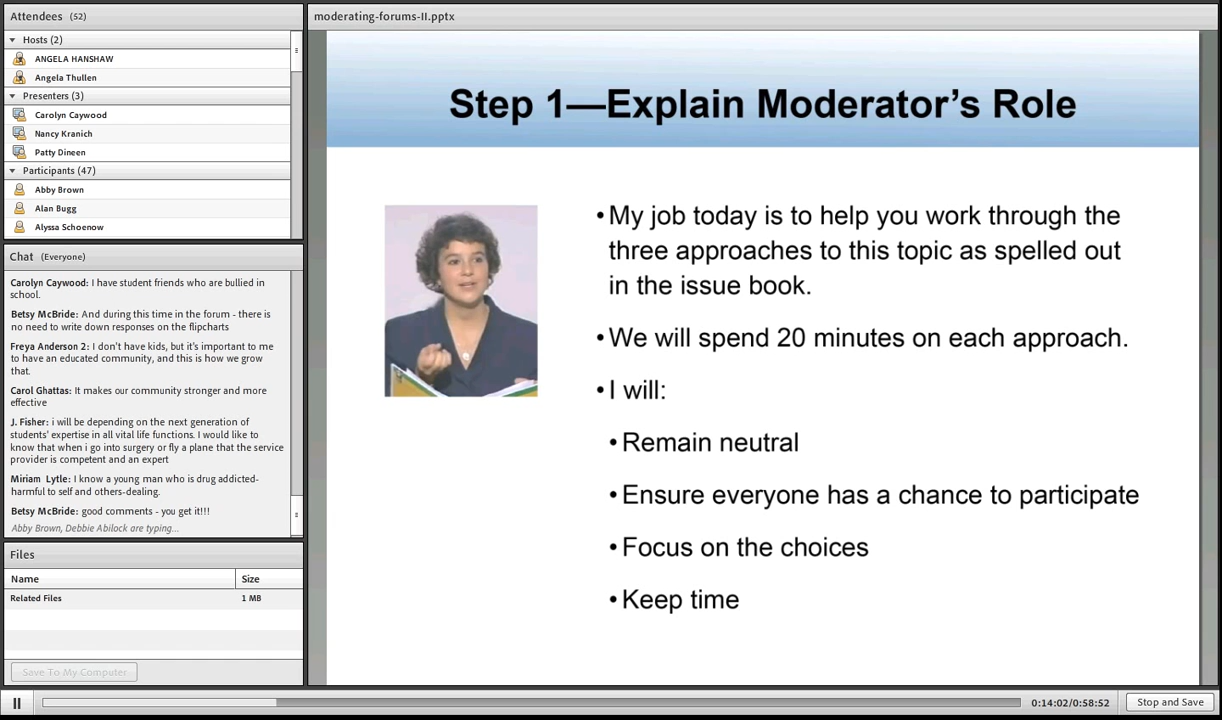 Attendees (52)
Hosts (2)
ANGELA HANSHAW
Angela Thullen
Presenters (3)
Carolyn Caywood
Nancy Kranich
Patty Dineen
Participants (47)
Abby Brown
Alan Bugg
Alyssa Schoenow
Chat (Everyone)
Carolyn Caywood: I have student friends who are bullied in
school.
Betsy McBride: And during this time in the forum - there is
no need to write down responses on the flipcharts
Freya Anderson 2: I don't have kids, but it's important to me
to have an educated community, and this is how we grow
that.
Carol Ghattas: It makes our community stronger and more
effective
J. Fisher: i will be depending on the next generation of
students' expertise in all vital life functions. I would like to
know that when i go into surgery or fly a plane that the service
provider is competent and an expert
Miriam Lytle: I know a young man who is drug addicted-
harmful to self and others-dealing.
Betsy McBride: good comments - you get it!!!
Abby Brown, Debbie Abilock are typing...
Files
Name Size
Related Files 1 MB
Save To My Computer
moderating-forums-II.pptx
Step 1—Explain Moderator's Role
•My job today is to help you work through the
three approaches to this topic as spelled out
in the issue book.
•We will spend 20 minutes on each approach.
•I will:
•Remain neutral
•Ensure everyone has a chance to participate
•Focus on the choices
•Keep time
0:14:02/0:58:52
Stop and Save